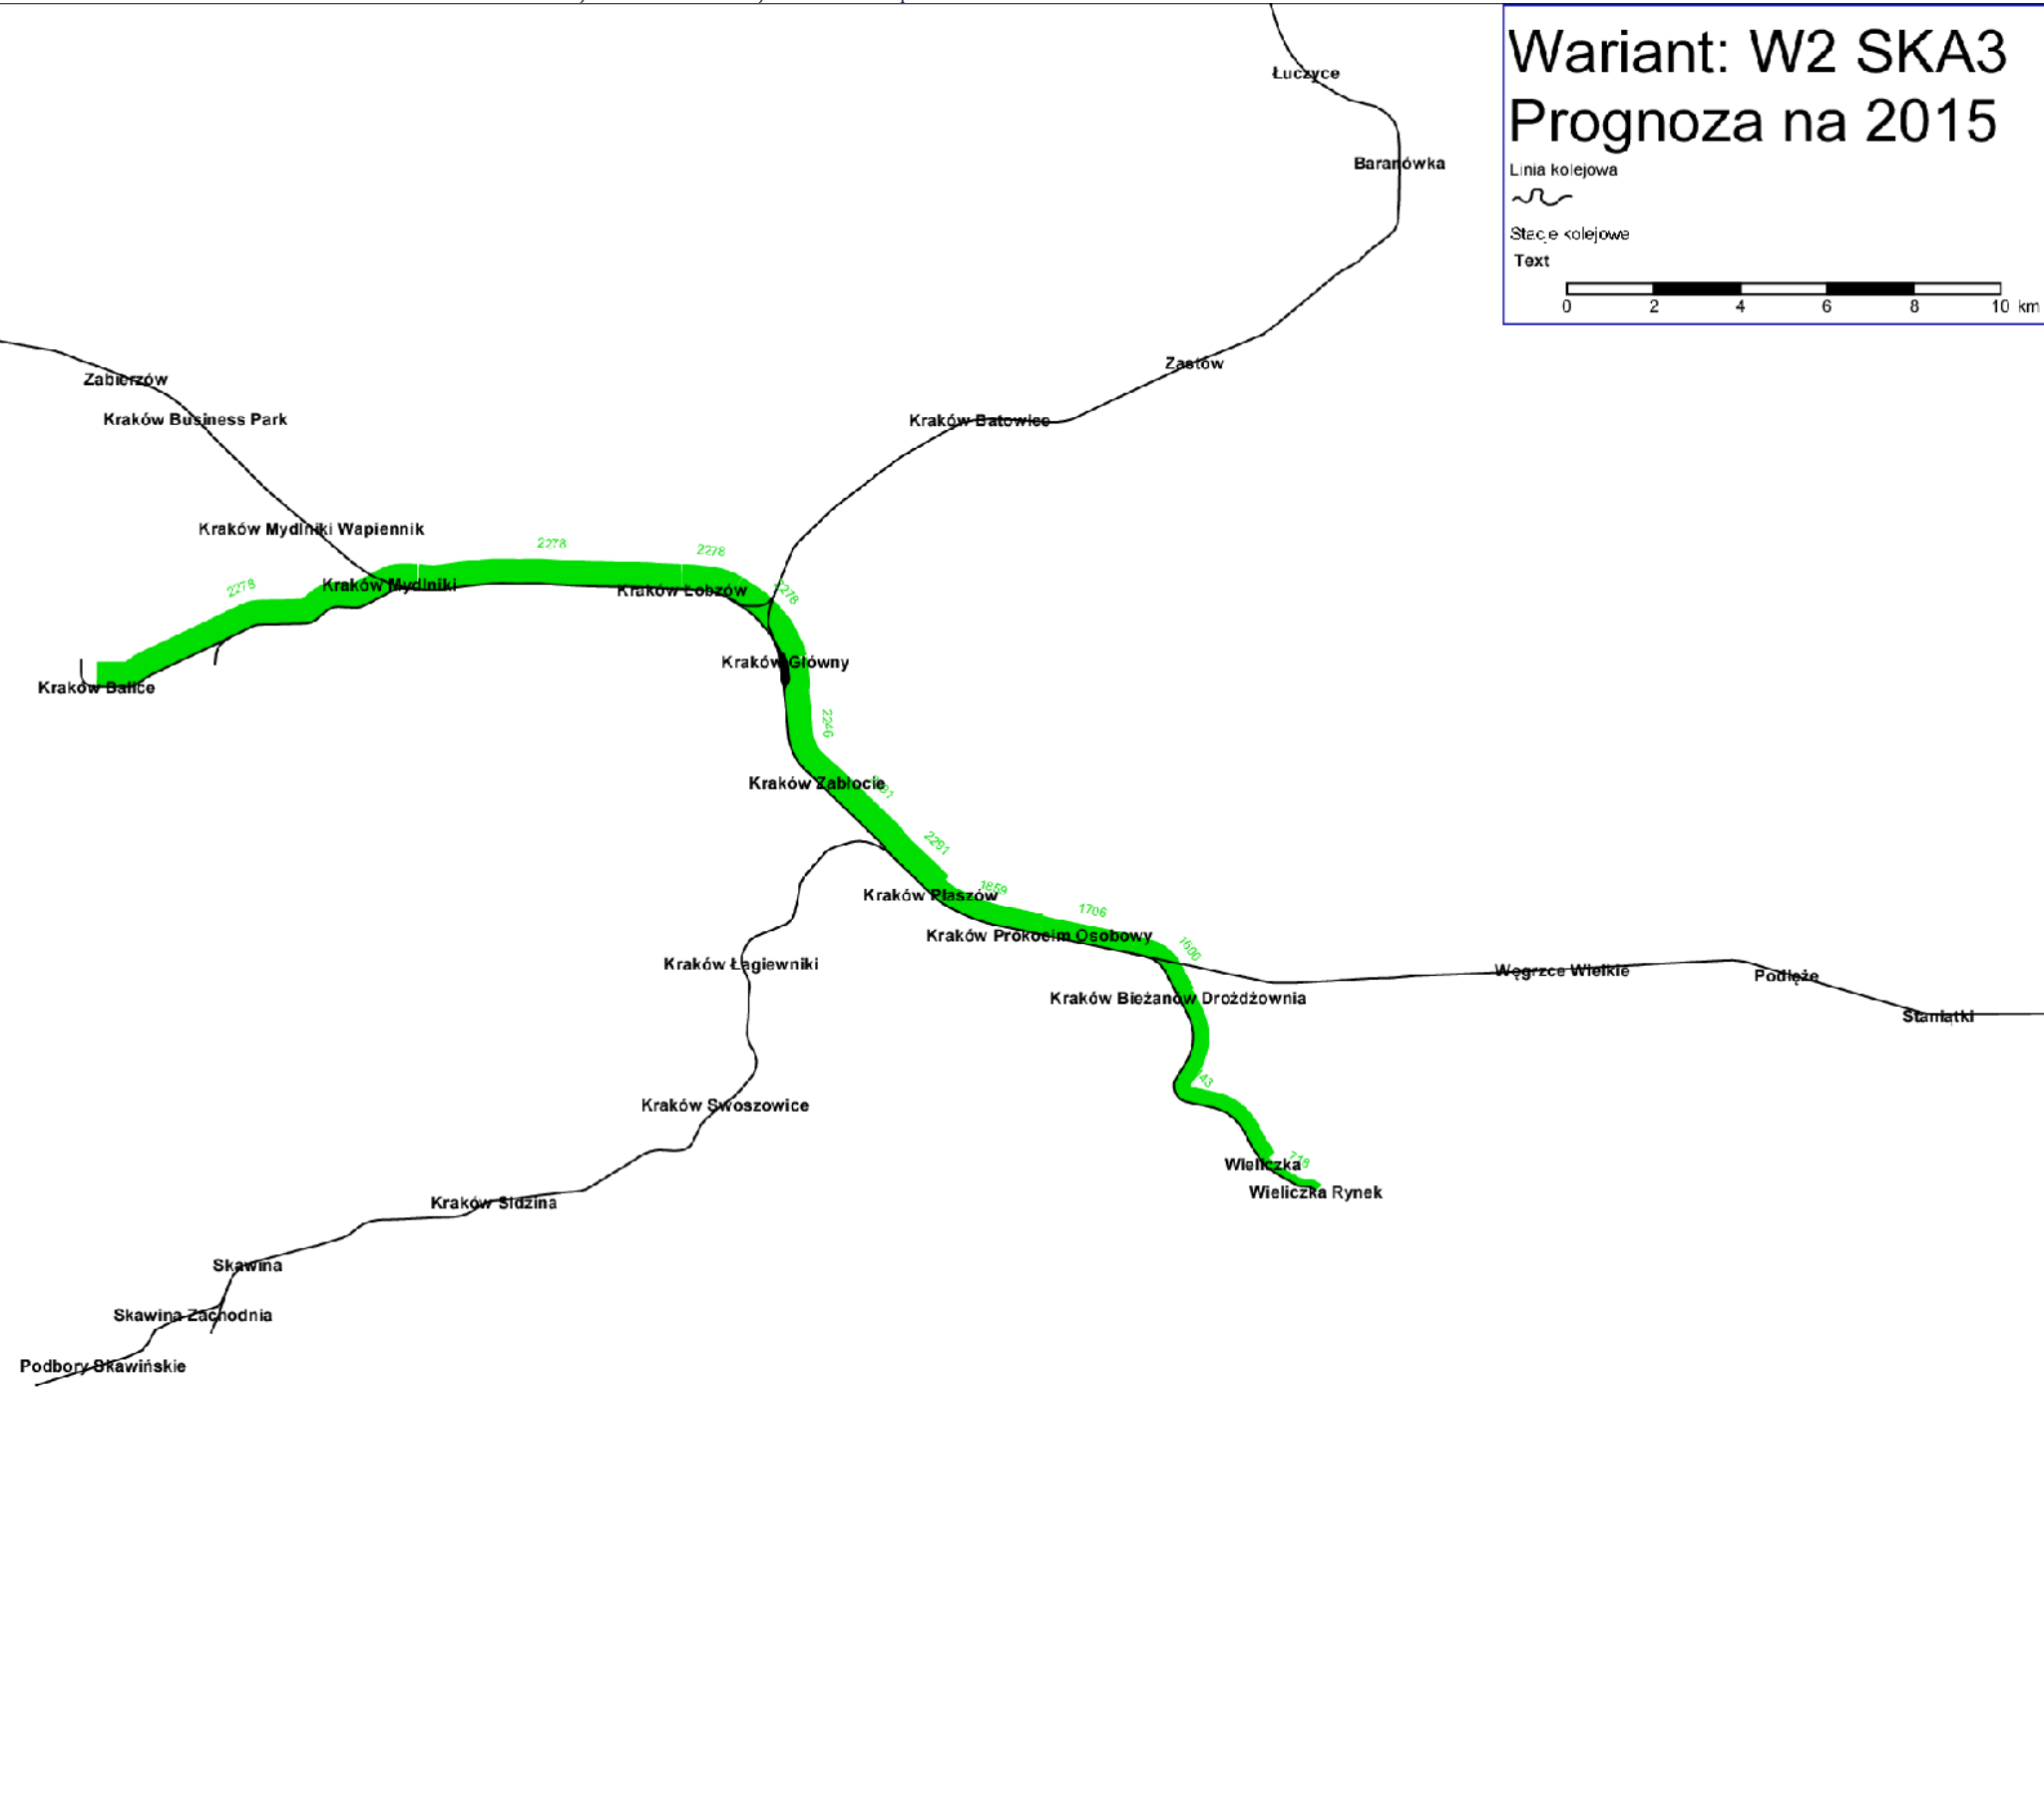 Wariant: W2 SKA3
Prognoza na 2015
Linia kolejowa
Stacje kolejowe
Text
0 2 4 6 8 10 km
Łuczyce
Baranówka
Zastów
Kraków Batowice
Zabierzów
Kraków Business Park
Kraków Mydlniki Wapiennik
2278
2278
2278
2278
Kraków Mydlniki
Kraków Łobzów
Kraków Główny
Kraków Balice
2246
Kraków Zabłocie
2291
Kraków Płaszów
1859
1706
Kraków Prokocim Osobowy
1600
Kraków Łagiewniki
Węgrzce Wielkie
Podłęże
Kraków Bieżanów Drożdżownia
Staniątki
Kraków Swoszowice
Wieliczka
718
Wieliczka Rynek
Kraków Sidzina
Skawina
Skawina Zachodnia
Podbory Skawińskie